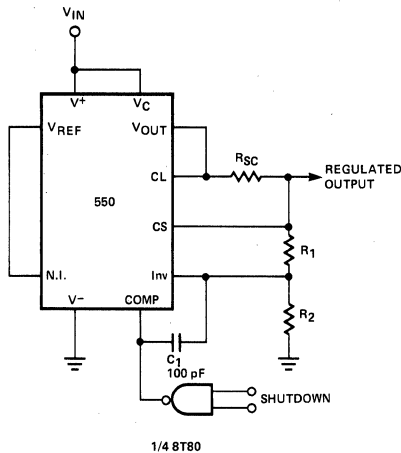 VIN
V+ VC
VREF VOUT
RSC
CL REGULATED
OUTPUT
550
CS
R1
N.I. Inv
V− COMP
R2
C1
100 pF
SHUTDOWN
1/4 8T80